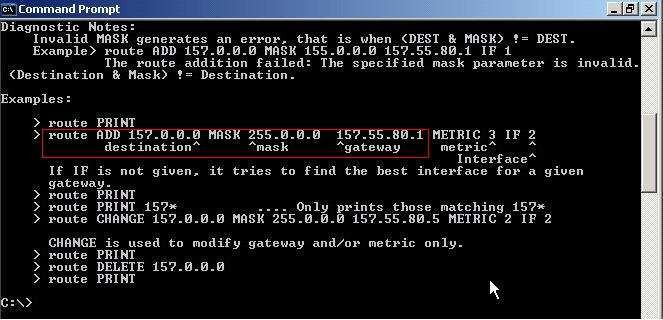 Command Prompt
Diagnostic Notes:
Invalid MASK generates an error, that is when (DEST & MASK) != DEST.
Example> route ADD 157.0.0.0 MASK 155.0.0.0 157.55.80.1 IF 1
The route addition failed: The specified mask parameter is invalid.
(Destination & Mask) != Destination.
Examples:
> route PRINT
> route ADD 157.0.0.0 MASK 255.0.0.0 157.55.80.1 METRIC 3 IF 2
destination^ ^mask ^gateway metric^ ^
Interface^
If IF is not given, it tries to find the best interface for a given
gateway.
> route PRINT
> route PRINT 157* .... Only prints those matching 157*
> route CHANGE 157.0.0.0 MASK 255.0.0.0 157.55.80.5 METRIC 2 IF 2
CHANGE is used to modify gateway and/or metric only.
> route PRINT
> route DELETE 157.0.0.0
> route PRINT
C:\>